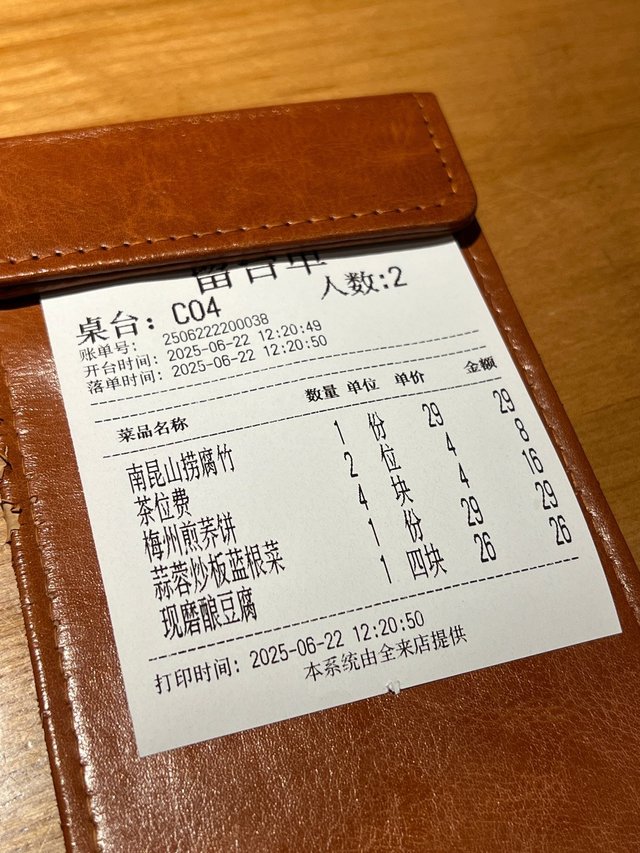 留台单
桌台：C04 人数:2
账单号： 2506222200038
开台时间：2025-06-22 12:20:49
落单时间：2025-06-22 12:20:50
菜品名称 数量 单位 单价 金额
南昆山捞腐竹 1 份 29 29
茶位费 2 位 4 8
梅州煎荞饼 4 块 4 16
蒜蓉炒板蓝根菜 1 份 29 29
现磨酿豆腐 1 四块 26 26
打印时间：2025-06-22 12:20:50
本系统由全来店提供